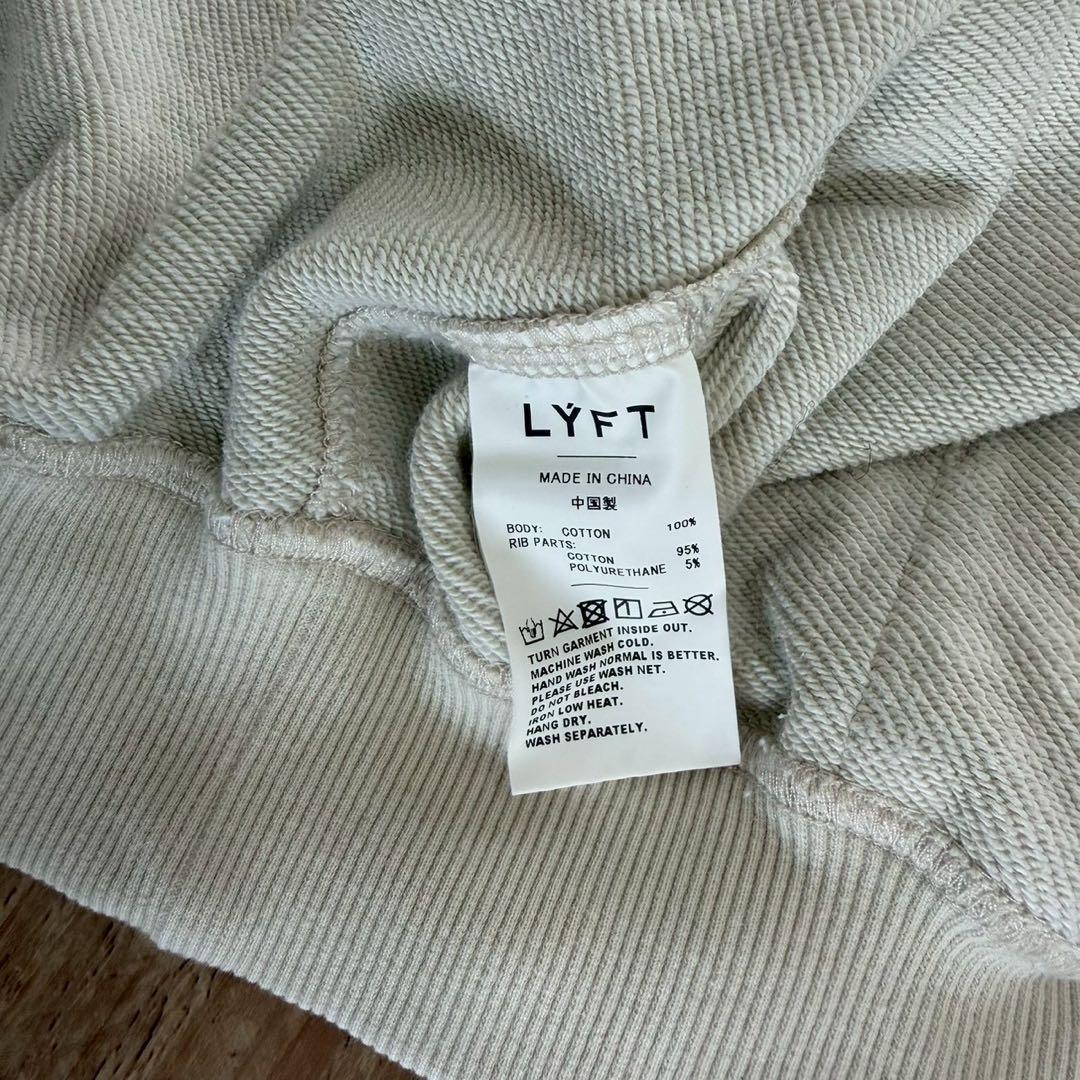 LÝFT
MADE IN CHINA
中国製
BODY: COTTON 100%
RIB PARTS:
COTTON 95%
POLYURETHANE 5%
TURN GARMENT INSIDE OUT.
MACHINE WASH COLD.
HAND WASH NORMAL IS BETTER.
PLEASE USE WASH NET.
DO NOT BLEACH.
IRON LOW HEAT.
HANG DRY.
WASH SEPARATELY.